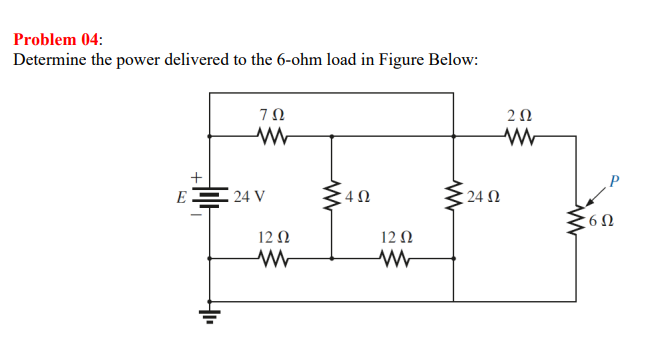 Problem 04:
Determine the power delivered to the 6-ohm load in Figure Below:
7 Ω
2 Ω
+
E
24 V
4 Ω
24 Ω
P
6 Ω
–
12 Ω
12 Ω